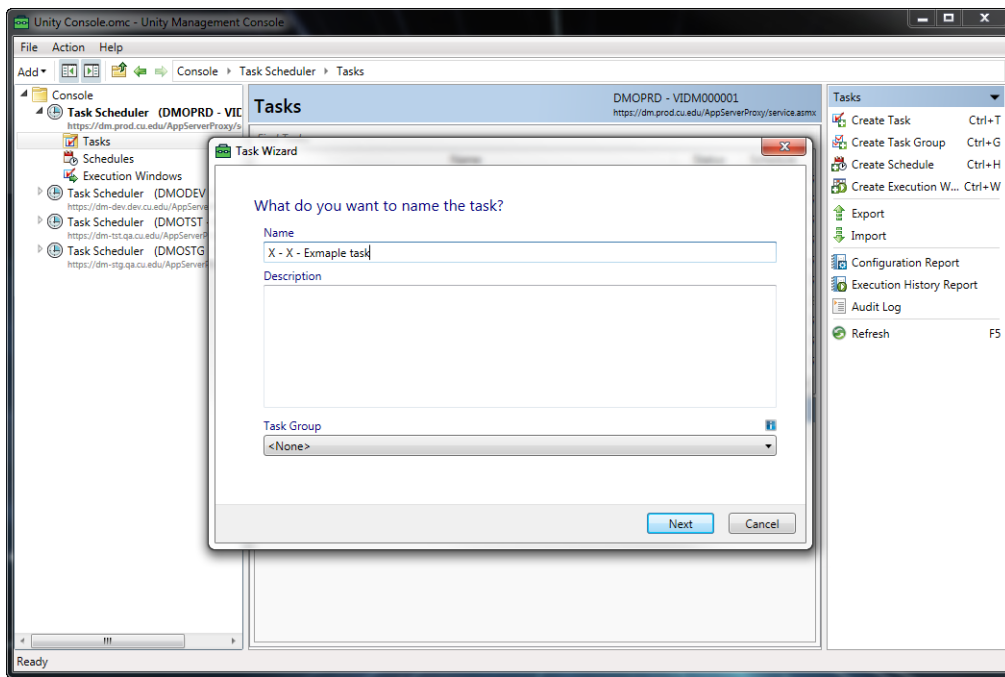 Unity Console.omc - Unity Management Console
File Action Help
Add Console Task Scheduler Tasks
Console
Task Scheduler (DMOPRD - VID
https://dm.prod.cu.edu/AppServerProxy/s
Tasks
Schedules
Execution Windows
Task Scheduler (DMODEV
https://dm-dev.dev.cu.edu/AppServe
Task Scheduler (DMOTST -
https://dm-tst.qa.cu.edu/AppServerP
Task Scheduler (DMOSTG
https://dm-stg.qa.cu.edu/AppServerP
Tasks
DMOPRD - VIDM000001
https://dm.prod.cu.edu/AppServerProxy/service.asmx
Name
Task Wizard
What do you want to name the task?
Name
X - X - Exmaple task
Description
Task Group
<None>
Next Cancel
Tasks
Create Task Ctrl+T
Create Task Group Ctrl+G
Create Schedule Ctrl+H
Create Execution W... Ctrl+W
Export
Import
Configuration Report
Execution History Report
Audit Log
Refresh F5
Ready